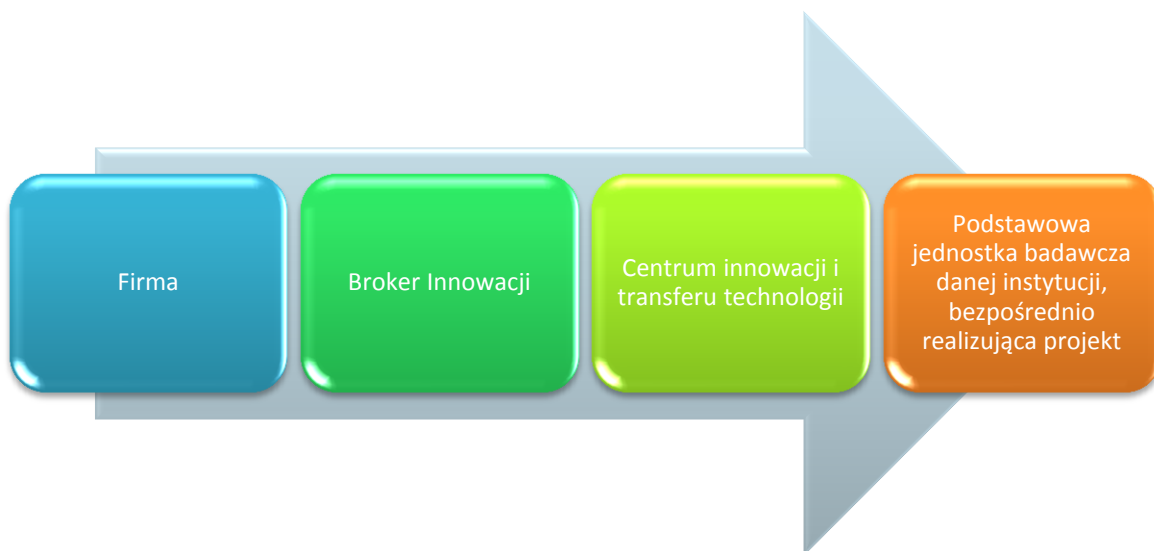 Firma
Broker Innowacji
Centrum innowacji i
transferu technologii
Podstawowa
jednostka badawcza
danej instytucji,
bezpośrednio
realizująca projekt